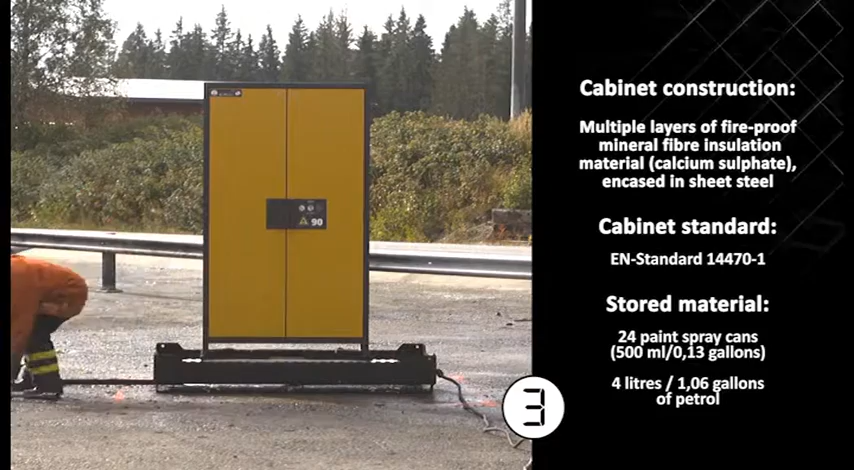 Cabinet construction:
Multiple layers of fire-proof
mineral fibre insulation
material (calcium sulphate),
encased in sheet steel
Cabinet standard:
EN-Standard 14470-1
Stored material:
24 paint spray cans
(500 ml/0,13 gallons)
4 litres / 1,06 gallons
of petrol
90
3